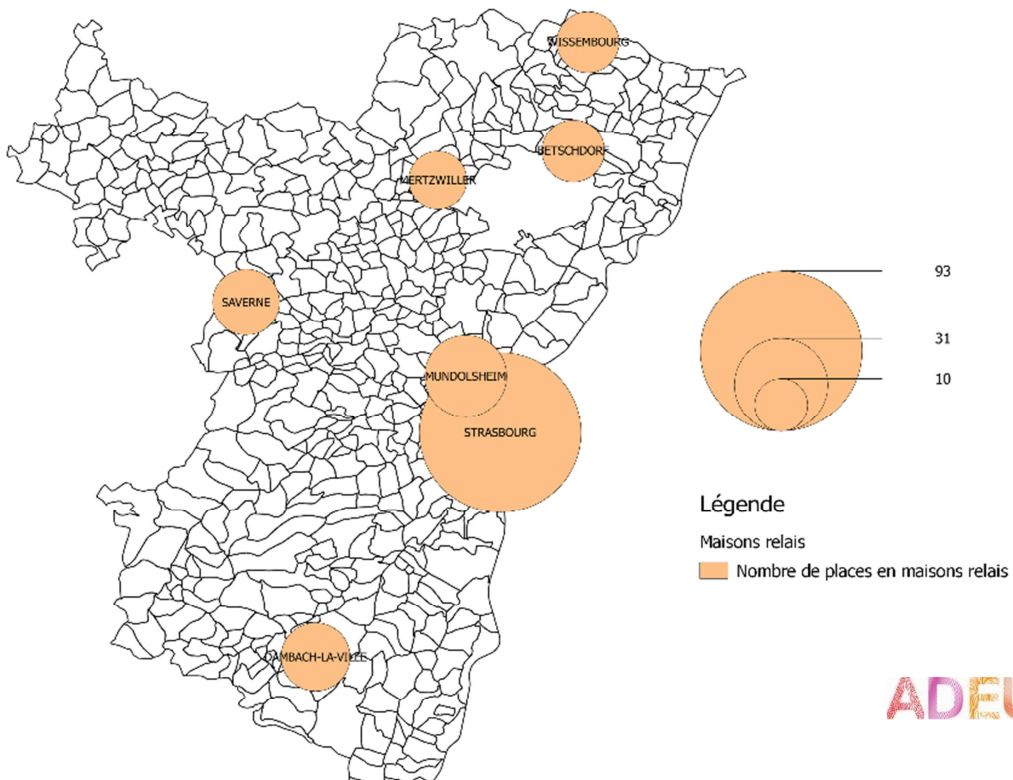 WISSEMBOURG
BETSCHDORF
MERTZWILLER
SAVERNE
MUNDOLSHEIM
STRASBOURG
DAMBACH-LA-VILLE
93
31
10
Légende
Maisons relais
Nombre de places en maisons relais
ADEU